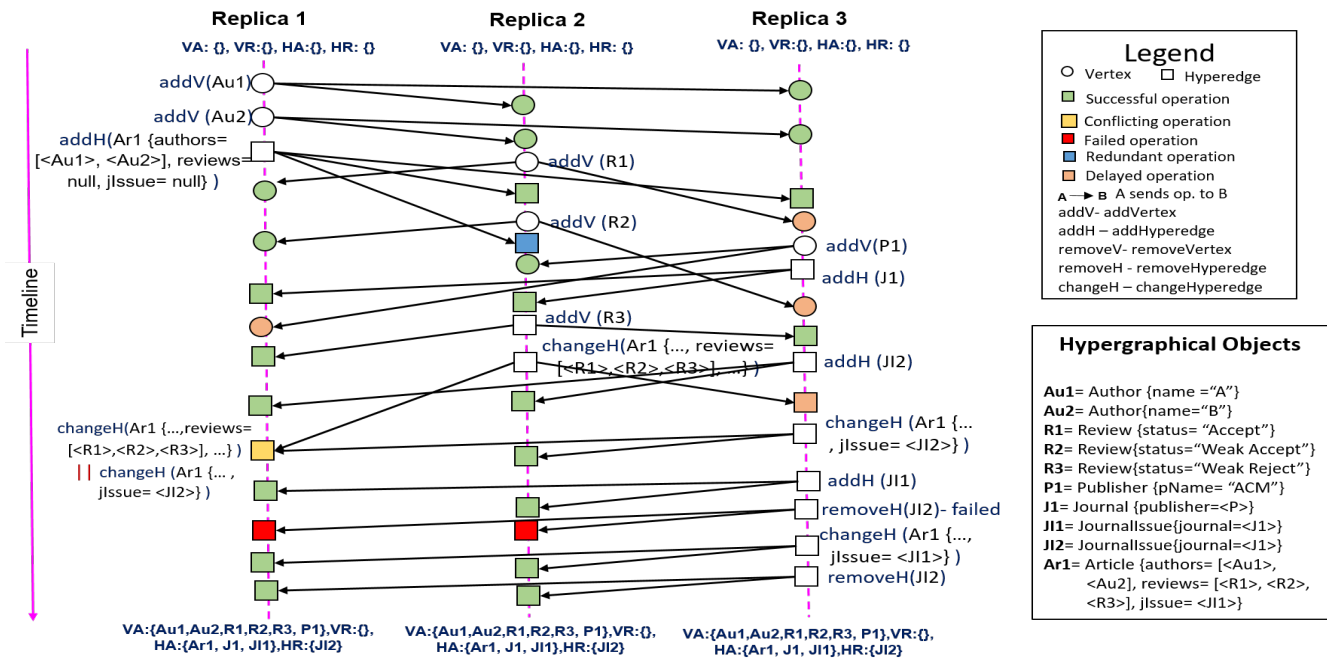 Replica 1
Replica 2
Replica 3
VA: {}, VR:{}, HA:{}, HR: {}
VA: {}, VR:{}, HA:{}, HR: {}
VA: {}, VR:{}, HA:{}, HR: {}
Timeline
addV(Au1)
addV (Au2)
addH(Ar1 {authors=
[<Au1>, <Au2>], reviews=
null, jIssue= null} )
addV (R1)
addV (R2)
addV(P1)
addH (J1)
addV (R3)
changeH(Ar1 {..., reviews=
[<R1>,<R2>,<R3>], ...} )
addH (JI2)
changeH(Ar1 {...,reviews=
[<R1>,<R2>,<R3>], ...} )
|| changeH (Ar1 {... ,
jIssue= <JI2>} )
changeH (Ar1 {...
, jIssue= <JI2>} )
addH (JI1)
removeH(JI2)- failed
changeH (Ar1 {...,
jIssue= <JI1>} )
removeH(JI2)
VA:{Au1,Au2,R1,R2,R3, P1},VR:{},
HA:{Ar1, J1, JI1},HR:{JI2}
VA:{Au1,Au2,R1,R2,R3, P1},VR:{},
HA:{Ar1, J1, JI1},HR:{JI2}
VA:{Au1,Au2,R1,R2,R3, P1},VR:{},
HA:{Ar1, J1, JI1},HR:{JI2}
Legend
Vertex Hyperedge
Successful operation
Conflicting operation
Failed operation
Redundant operation
Delayed operation
A B A sends op. to B
addV- addVertex
addH – addHyperedge
removeV- removeVertex
removeH - removeHyperedge
changeH – changeHyperedge
Hypergraphical Objects
Au1= Author {name ="A"}
Au2= Author{name="B"}
R1= Review {status= "Accept"}
R2= Review{status="Weak Accept"}
R3= Review{status="Weak Reject"}
P1= Publisher {pName= "ACM"}
J1= Journal {publisher=<P>}
JI1= JournalIssue{journal=<J1>}
JI2= JournalIssue{journal=<J1>}
Ar1= Article {authors= [<Au1>,
<Au2], reviews= [<R1>, <R2>,
<R3>], jIssue= <JI1>}